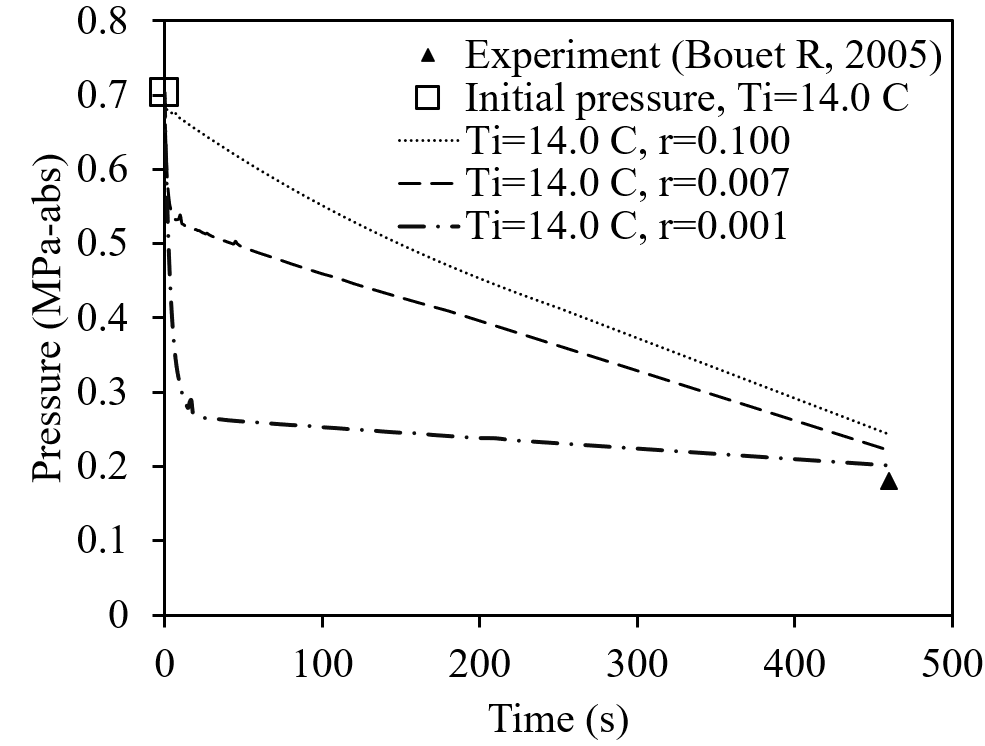 0.8
0.7
0.6
0.5
0.4
0.3
0.2
0.1
0
Pressure (MPa-abs)
Experiment (Bouet R, 2005)
Initial pressure, Ti=14.0 C
Ti=14.0 C, r=0.100
Ti=14.0 C, r=0.007
Ti=14.0 C, r=0.001
0 100 200 300 400 500
Time (s)